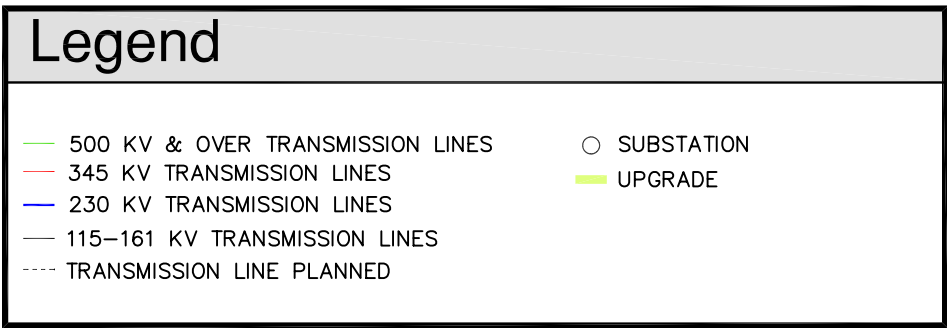 Legend
500 KV & OVER TRANSMISSION LINES
345 KV TRANSMISSION LINES
230 KV TRANSMISSION LINES
115-161 KV TRANSMISSION LINES
TRANSMISSION LINE PLANNED
SUBSTATION
UPGRADE